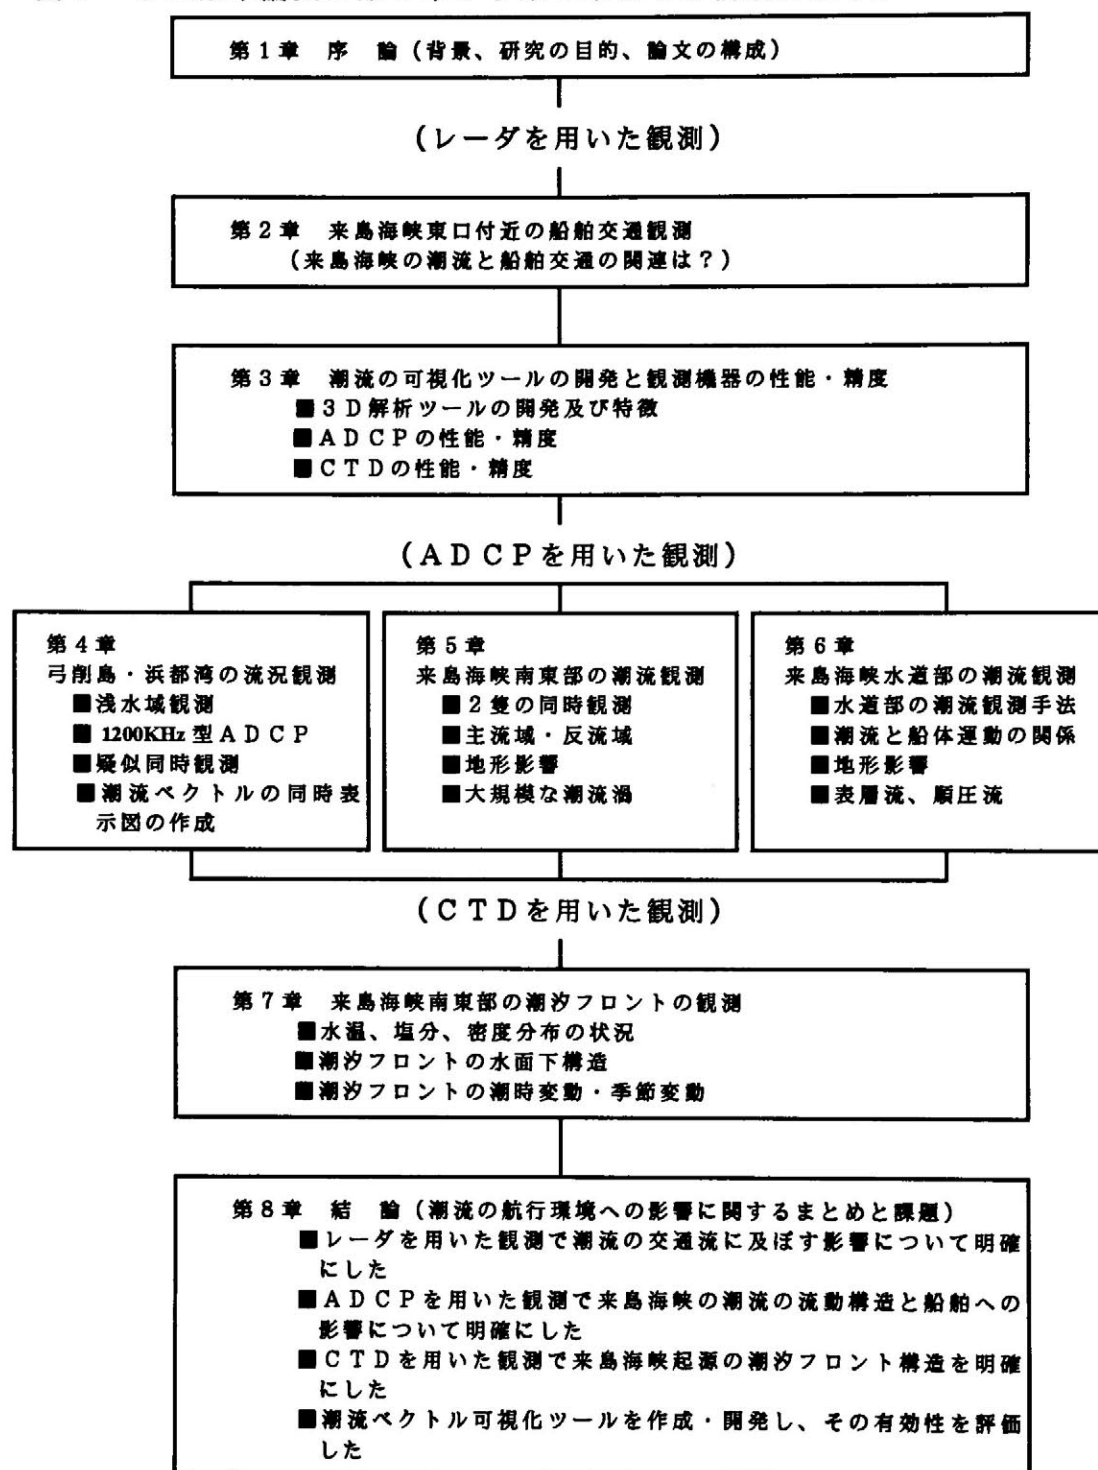 第1章 序 論（背景、研究の目的、論文の構成）
（レーダを用いた観測）
第2章 来島海峡東口付近の船舶交通観測
（来島海峡の潮流と船舶交通の関連は？）
第3章 潮流の可視化ツールの開発と観測機器の性能・精度
■3D解析ツールの開発及び特徴
■ADCPの性能・精度
■CTDの性能・精度
（ADCPを用いた観測）
第4章
弓削島・浜都湾の流況観測
■浅水域観測
■1200KHz型ADCP
■疑似同時観測
■潮流ベクトルの同時表
示図の作成
第5章
来島海峡南東部の潮流観測
■2隻の同時観測
■主流域・反流域
■地形影響
■大規模な潮流渦
第6章
来島海峡水道部の潮流観測
■水道部の潮流観測手法
■潮流と船体運動の関係
■地形影響
■表層流、順圧流
（CTDを用いた観測）
第7章 来島海峡南東部の潮汐フロントの観測
■水温、塩分、密度分布の状況
■潮汐フロントの水面下構造
■潮汐フロントの潮時変動・季節変動
第8章 結 論（潮流の航行環境への影響に関するまとめと課題）
■レーダを用いた観測で潮流の交通流に及ぼす影響について明確
にした
■ADCPを用いた観測で来島海峡の潮流の流動構造と船舶への
影響について明確にした
■CTDを用いた観測で来島海峡起源の潮汐フロント構造を明確
にした
■潮流ベクトル可視化ツールを作成・開発し、その有効性を評価
した